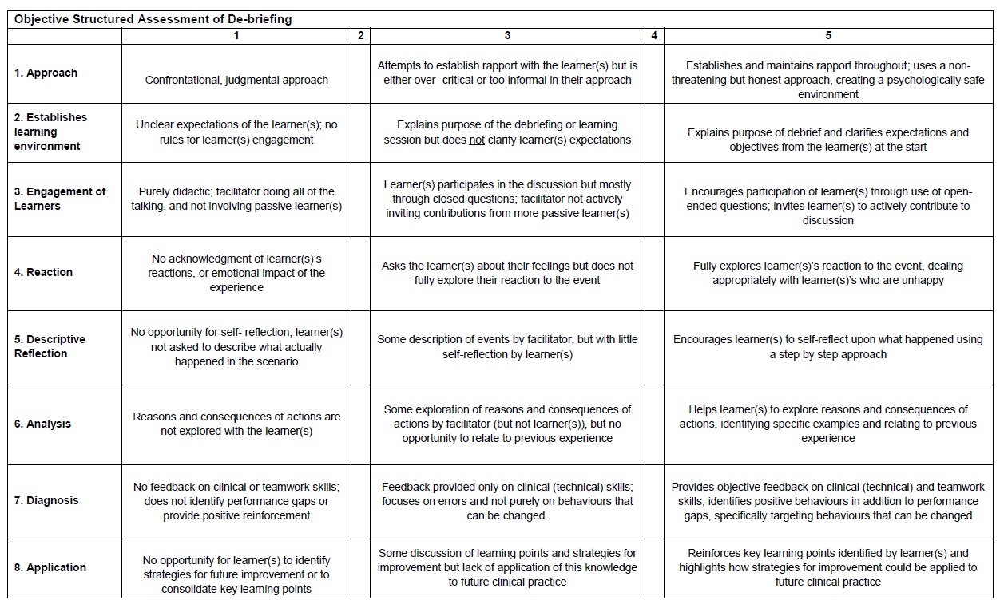 Objective Structured Assessment of De-briefing
1 2 3 4 5
1. Approach
Confrontational, judgmental approach
Attempts to establish rapport with the learner(s) but is
either over- critical or too informal in their approach
Establishes and maintains rapport throughout; uses a non-
threatening but honest approach, creating a psychologically safe
environment
2. Establishes
learning
environment
Unclear expectations of the learner(s); no
rules for learner(s) engagement
Explains purpose of the debriefing or learning
session but does not clarify learner(s) expectations
Explains purpose of debrief and clarifies expectations and
objectives from the learner(s) at the start
3. Engagement of
Learners
Purely didactic; facilitator doing all of the
talking, and not involving passive learner(s)
Learner(s) participates in the discussion but mostly
through closed questions; facilitator not actively
inviting contributions from more passive learner(s)
Encourages participation of learner(s) through use of open-
ended questions; invites learner(s) to actively contribute to
discussion
4. Reaction
No acknowledgment of learner(s)'s
reactions, or emotional impact of the
experience
Asks the learner(s) about their feelings but does not
fully explore their reaction to the event
Fully explores learner(s)'s reaction to the event, dealing
appropriately with learner(s)'s who are unhappy
5. Descriptive
Reflection
No opportunity for self- reflection; learner(s)
not asked to describe what actually
happened in the scenario
Some description of events by facilitator, but with little
self-reflection by learner(s)
Encourages learner(s) to self-reflect upon what happened using
a step by step approach
6. Analysis
Reasons and consequences of actions are
not explored with the learner(s)
Some exploration of reasons and consequences of
actions by facilitator (but not learner(s)), but no
opportunity to relate to previous experience
Helps learner(s) to explore reasons and consequences of
actions, identifying specific examples and relating to previous
experience
7. Diagnosis
No feedback on clinical or teamwork skills;
does not identify performance gaps or
provide positive reinforcement
Feedback provided only on clinical (technical) skills;
focuses on errors and not purely on behaviours that
can be changed.
Provides objective feedback on clinical (technical) and teamwork
skills; identifies positive behaviours in addition to performance
gaps, specifically targeting behaviours that can be changed
8. Application
No opportunity for learner(s) to identify
strategies for future improvement or to
consolidate key learning points
Some discussion of learning points and strategies for
improvement but lack of application of this knowledge
to future clinical practice
Reinforces key learning points identified by learner(s) and
highlights how strategies for improvement could be applied to
future clinical practice